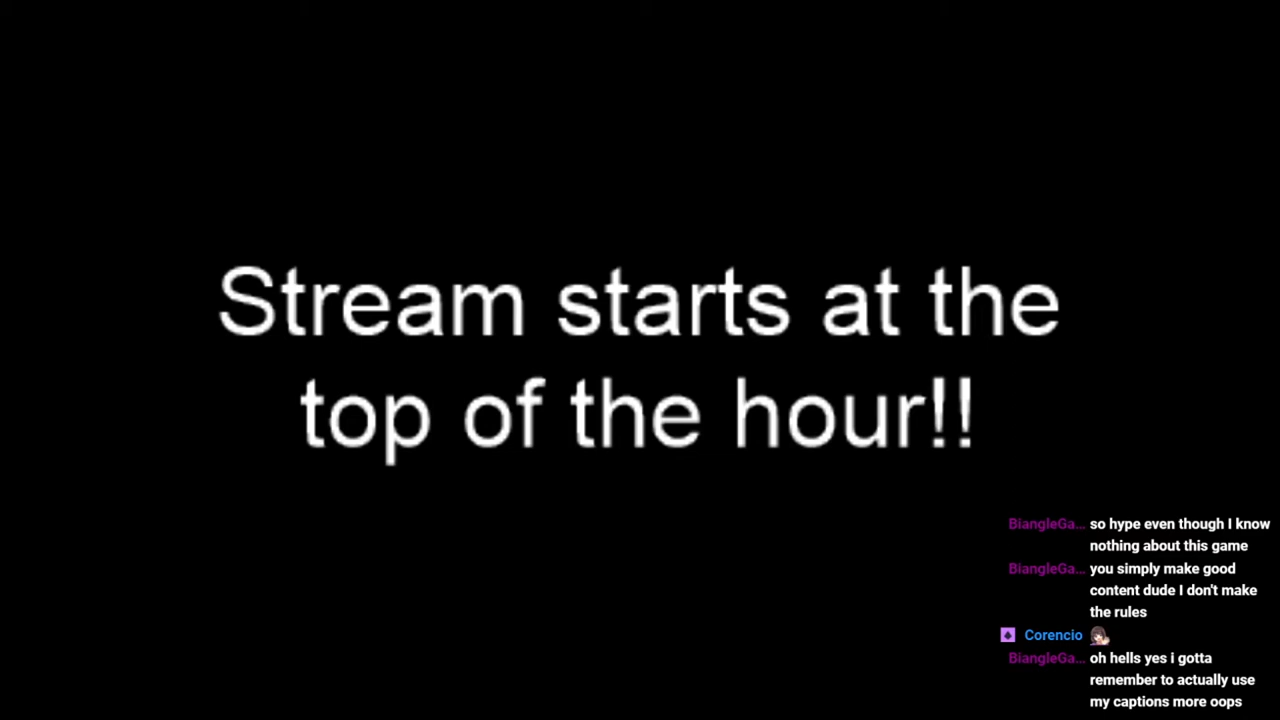 Stream starts at the
top of the hour!!
BiangleGa... so hype even though I know
nothing about this game
BiangleGa... you simply make good
content dude I don't make
the rules
Corencio
BiangleGa... oh hells yes i gotta
remember to actually use
my captions more oops